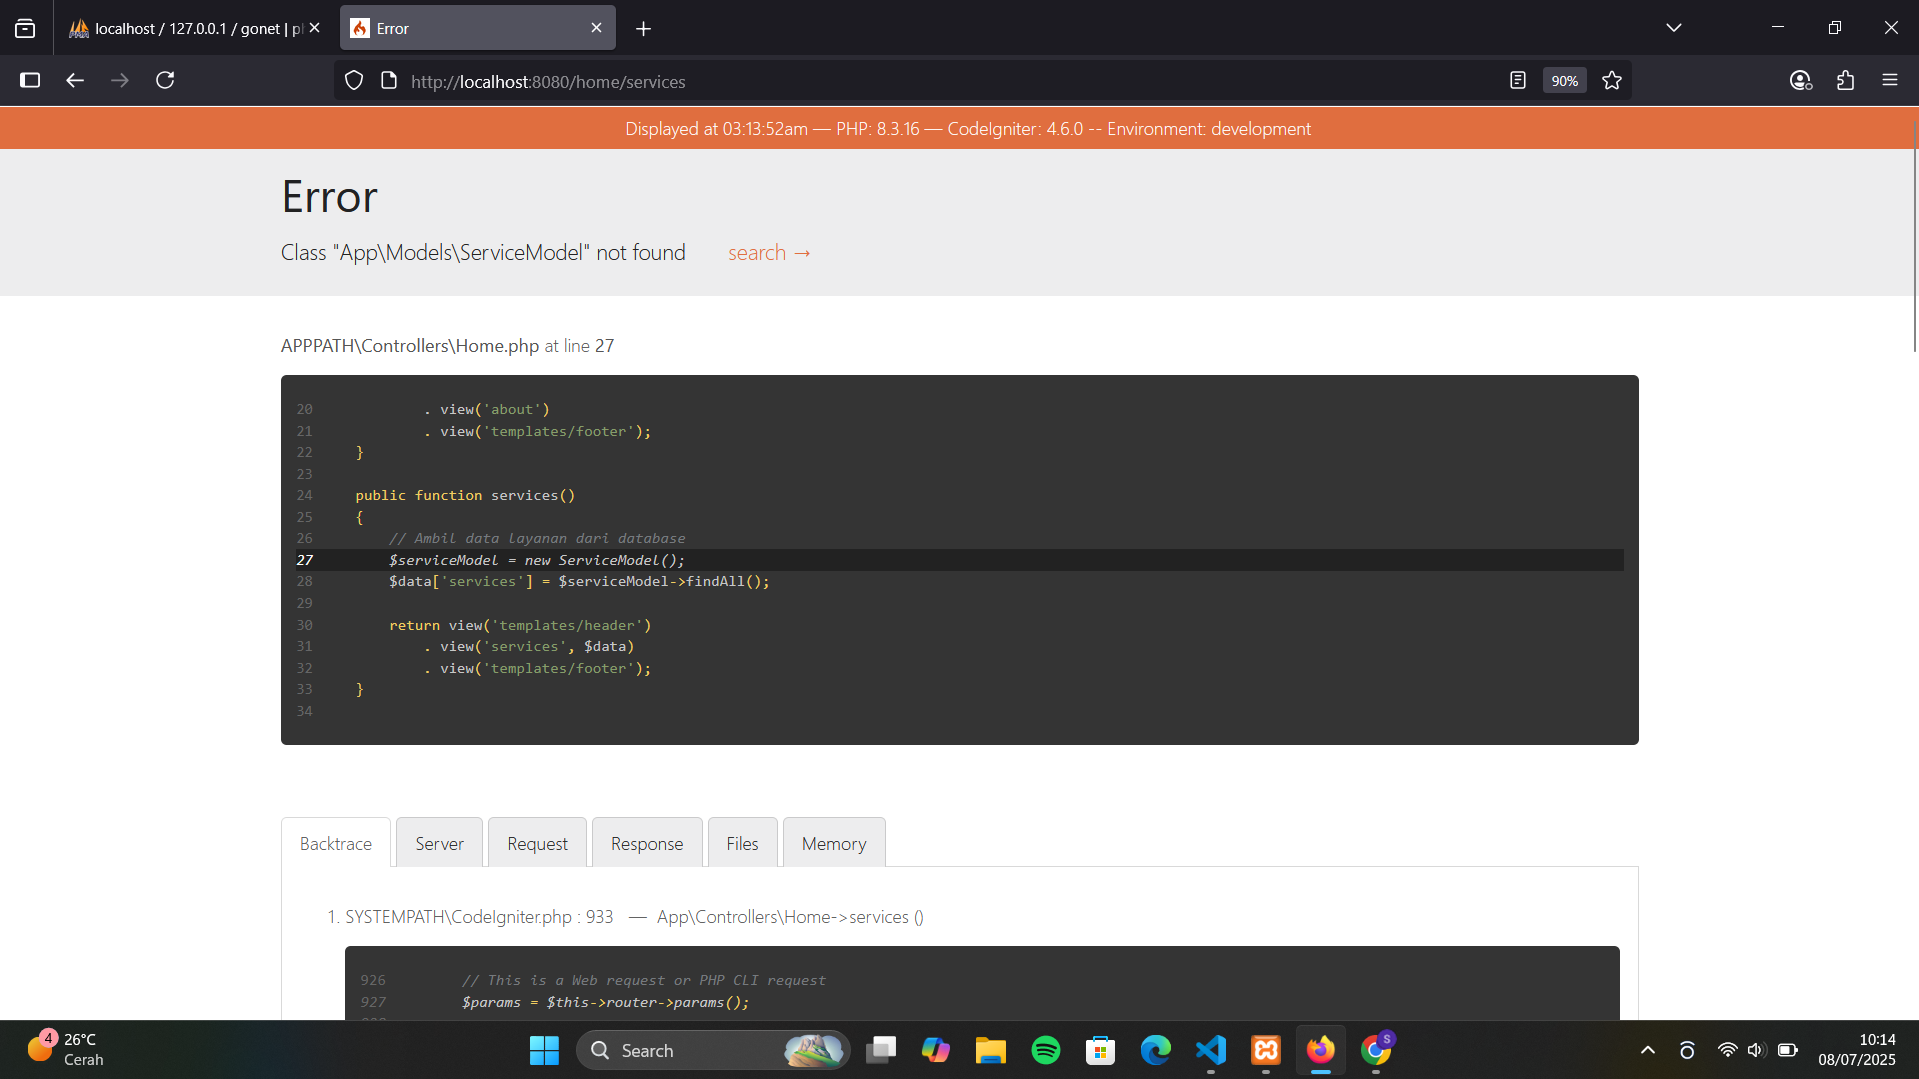 localhost / 127.0.0.1 / gonet | ph
Error
http://localhost:8080/home/services
90%
Displayed at 03:13:52am — PHP: 8.3.16 — CodeIgniter: 4.6.0 -- Environment: development
Error
Class "App\Models\ServiceModel" not found search →
APPPATH\Controllers\Home.php at line 27
20 . view('about')
21 . view('templates/footer');
22 }
23
24 public function services()
25 {
26 // Ambil data layanan dari database
27 $serviceModel = new ServiceModel();
28 $data['services'] = $serviceModel->findAll();
29
30 return view('templates/header')
31 . view('services', $data)
32 . view('templates/footer');
33 }
34
Backtrace Server Request Response Files Memory
1. SYSTEMPATH\CodeIgniter.php : 933 — App\Controllers\Home->services ()
926 // This is a Web request or PHP CLI request
927 $params = $this->router->params();
4
26°C
Cerah
Search
S
10:14
08/07/2025